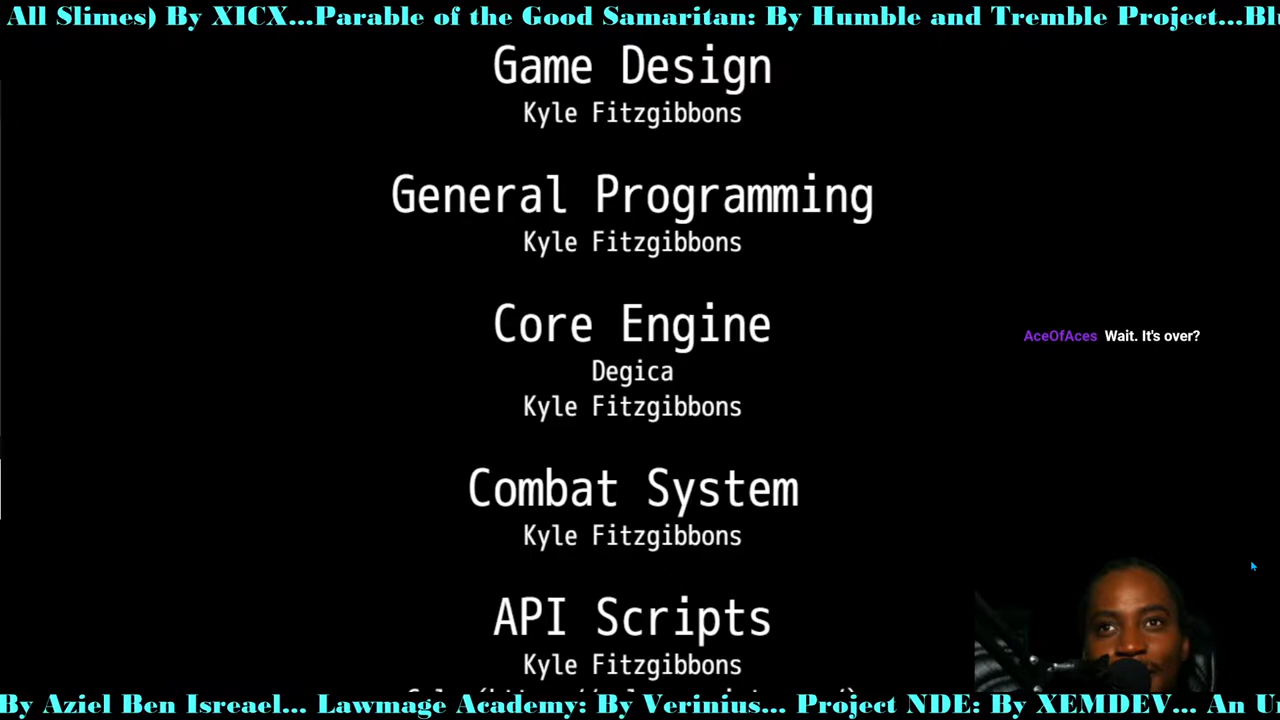 All Slimes) By XICX...Parable of the Good Samaritan: By Humble and Tremble Project...Bl
Game Design
Kyle Fitzgibbons
General Programming
Kyle Fitzgibbons
Core Engine
Degica
Kyle Fitzgibbons
AceOfAces Wait. It's over?
Combat System
Kyle Fitzgibbons
API Scripts
Kyle Fitzgibbons
By Aziel Ben Isreael... Lawmage Academy: By Verinius... Project NDE: By XEMDEV... An U